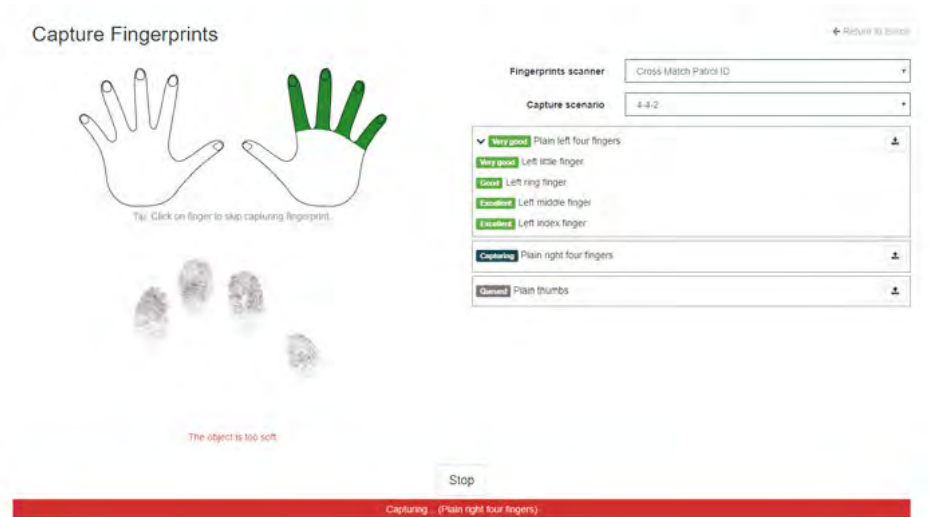 Capture Fingerprints
← Return to Enroll
Fingerprints scanner Cross Match Patrol ID
Capture scenario 4-4-2
Very good Plain left four fingers
Very good Left little finger
Good Left ring finger
Excellent Left middle finger
Excellent Left index finger
Tip: Click on finger to skip capturing fingerprint.
Capturing Plain right four fingers
Queued Plain thumbs
The object is too soft.
Stop
Capturing... (Plain right four fingers)